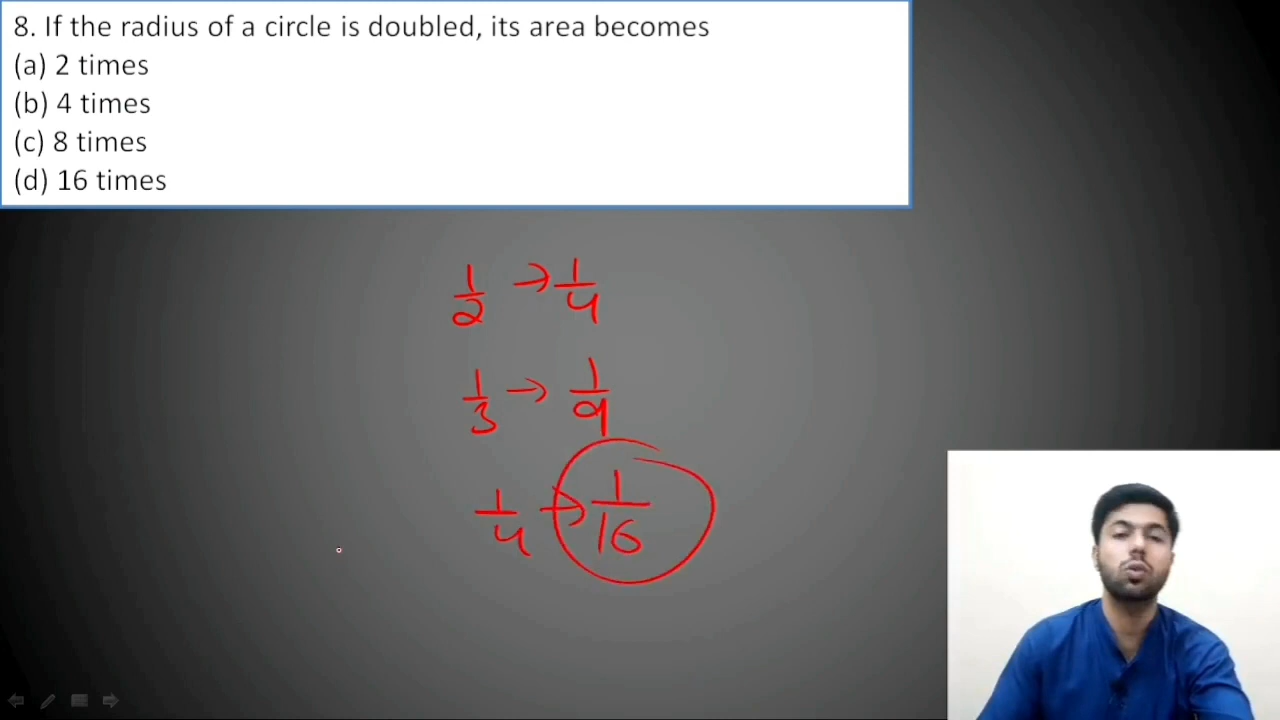 8. If the radius of a circle is doubled, its area becomes
(a) 2 times
(b) 4 times
(c) 8 times
(d) 16 times
1/2 → 1/4
1/3 → 1/9
1/4 → 1/16